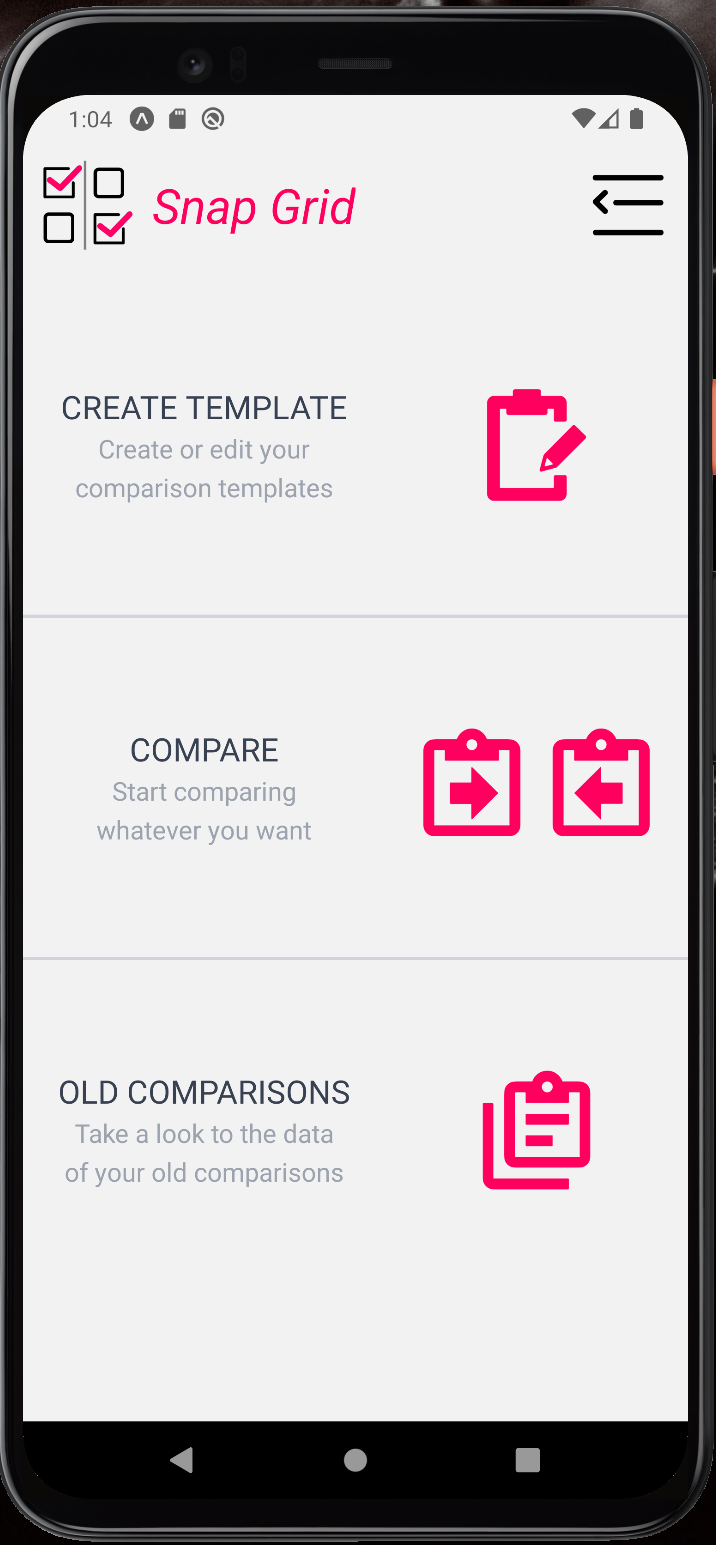 1:04
Snap Grid
CREATE TEMPLATE
Create or edit your
comparison templates
COMPARE
Start comparing
whatever you want
OLD COMPARISONS
Take a look to the data
of your old comparisons